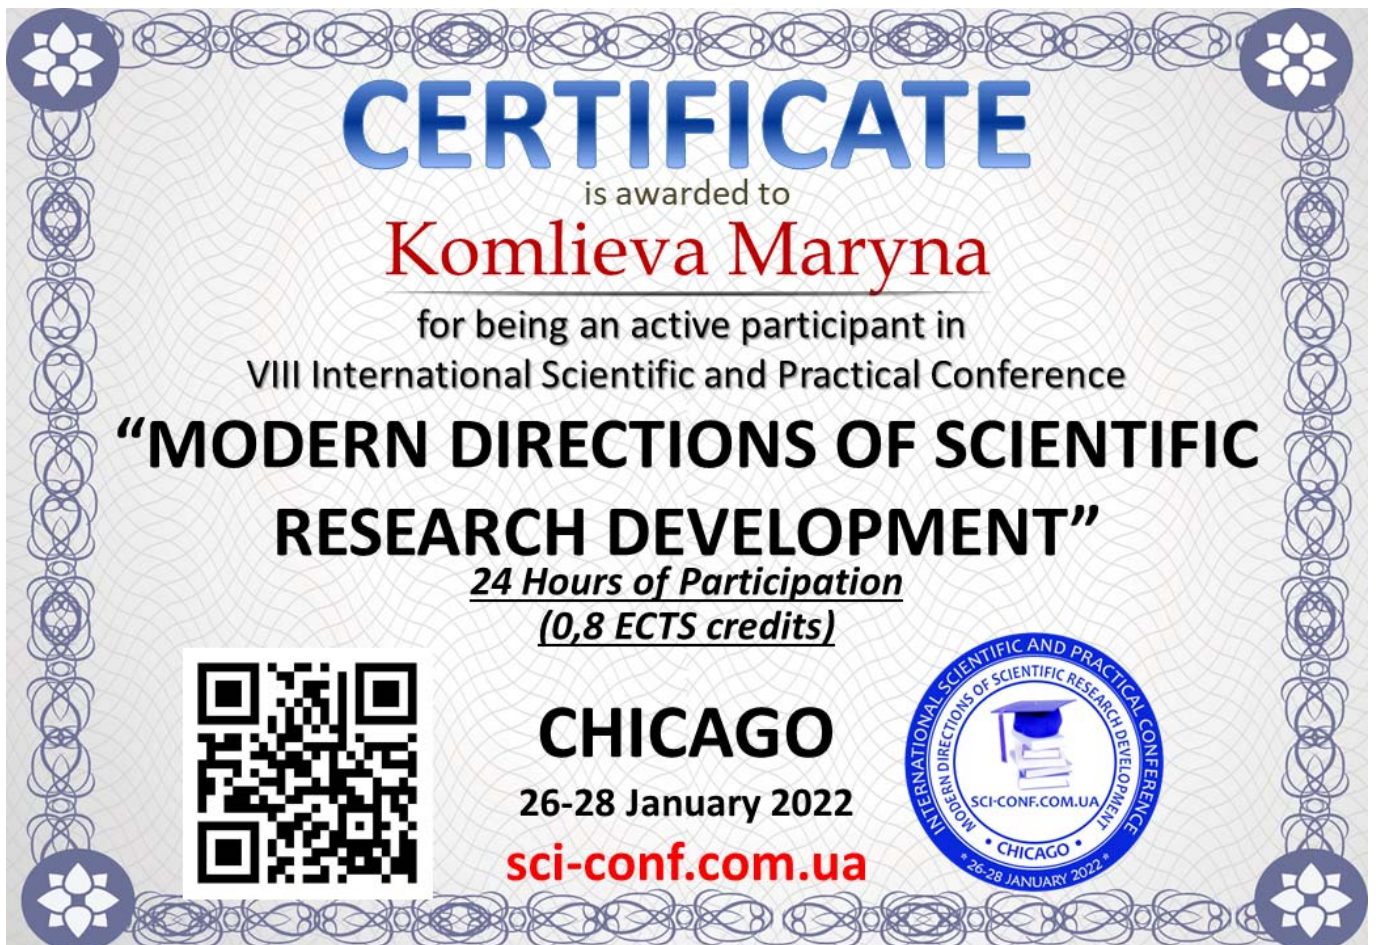 CERTIFICATE
is awarded to
Komlieva Maryna
for being an active participant in
VIII International Scientific and Practical Conference
“MODERN DIRECTIONS OF SCIENTIFIC
RESEARCH DEVELOPMENT”
24 Hours of Participation
(0,8 ECTS credits)
CHICAGO
26-28 January 2022
sci-conf.com.ua
INTERNATIONAL SCIENTIFIC AND PRACTICAL CONFERENCE
MODERN DIRECTIONS OF SCIENTIFIC RESEARCH DEVELOPMENT
SCI-CONF.COM.UA
• CHICAGO •
* 26-28 JANUARY 2022 *